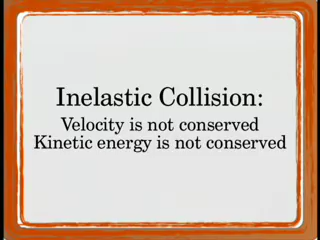 Inelastic Collision:
Velocity is not conserved
Kinetic energy is not conserved